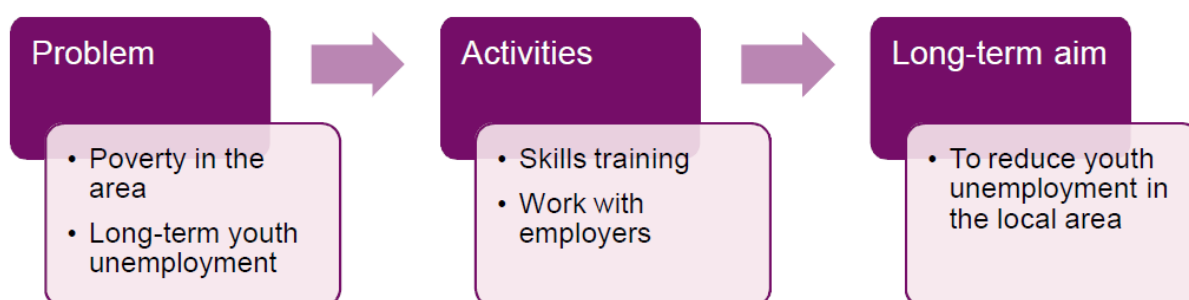 Problem
• Poverty in the
area
• Long-term youth
unemployment
Activities
• Skills training
• Work with
employers
Long-term aim
• To reduce youth
unemployment in
the local area